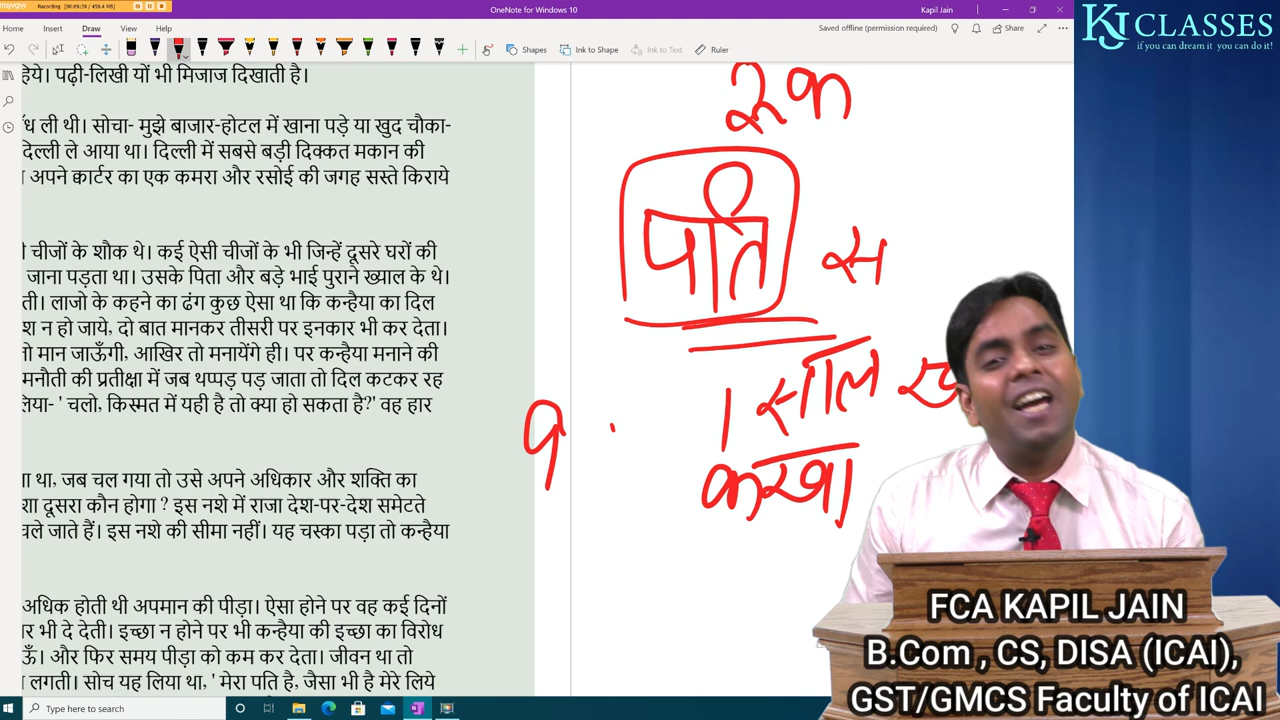 Recording [00:09:59 / 458.4 MB]
OneNote for Windows 10
Kapil Jain
Home Insert Draw View Help
Saved offline (permission required)
Share
Shapes
Ink to Shape
Ink to Text
Ruler
KJ CLASSES
if you can dream it you can do it!
हिये। पढ़ी-लिखी यों भी मिजाज दिखाती है।
ध ली थी। सोचा- मुझे बाजार-होटल में खाना पड़े या खुद चौका-
दिल्ली ले आया था। दिल्ली में सबसे बड़ी दिक्कत मकान की
अपने क्वार्टर का एक कमरा और रसोई की जगह सस्ते किराये
चीजों के शौक थे। कई ऐसी चीजों के भी जिन्हें दूसरे घरों की
जाना पड़ता था। उसके पिता और बड़े भाई पुराने ख्याल के थे।
ती। लाजो के कहने का ढंग कुछ ऐसा था कि कन्हैया का दिल
श न हो जाये, दो बात मानकर तीसरी पर इनकार भी कर देता।
तो मान जाऊँगी, आखिर तो मनायेंगे ही। पर कन्हैया मनाने की
मनौती की प्रतीक्षा में जब थप्पड़ पड़ जाता तो दिल कटकर रह
लिया- ' चलो, किस्मत में यही है तो क्या हो सकता है?' वह हार
था, जब चल गया तो उसे अपने अधिकार और शक्ति का
शा दूसरा कौन होगा ? इस नशे में राजा देश-पर-देश समेटते
चले जाते हैं। इस नशे की सीमा नहीं। यह चस्का पड़ा तो कन्हैया
अधिक होती थी अपमान की पीड़ा। ऐसा होने पर वह कई दिनों
भी दे देती। इच्छा न होने पर भी कन्हैया की इच्छा का विरोध
ऊँ। और फिर समय पीड़ा को कम कर देता। जीवन था तो
लगती। सोच यह लिया था, ' मेरा पति है, जैसा भी है मेरे लिये
पति
स
1 साल
करवा
प
FCA KAPIL JAIN
B.Com , CS, DISA (ICAI),
GST/GMCS Faculty of ICAI
Type here to search